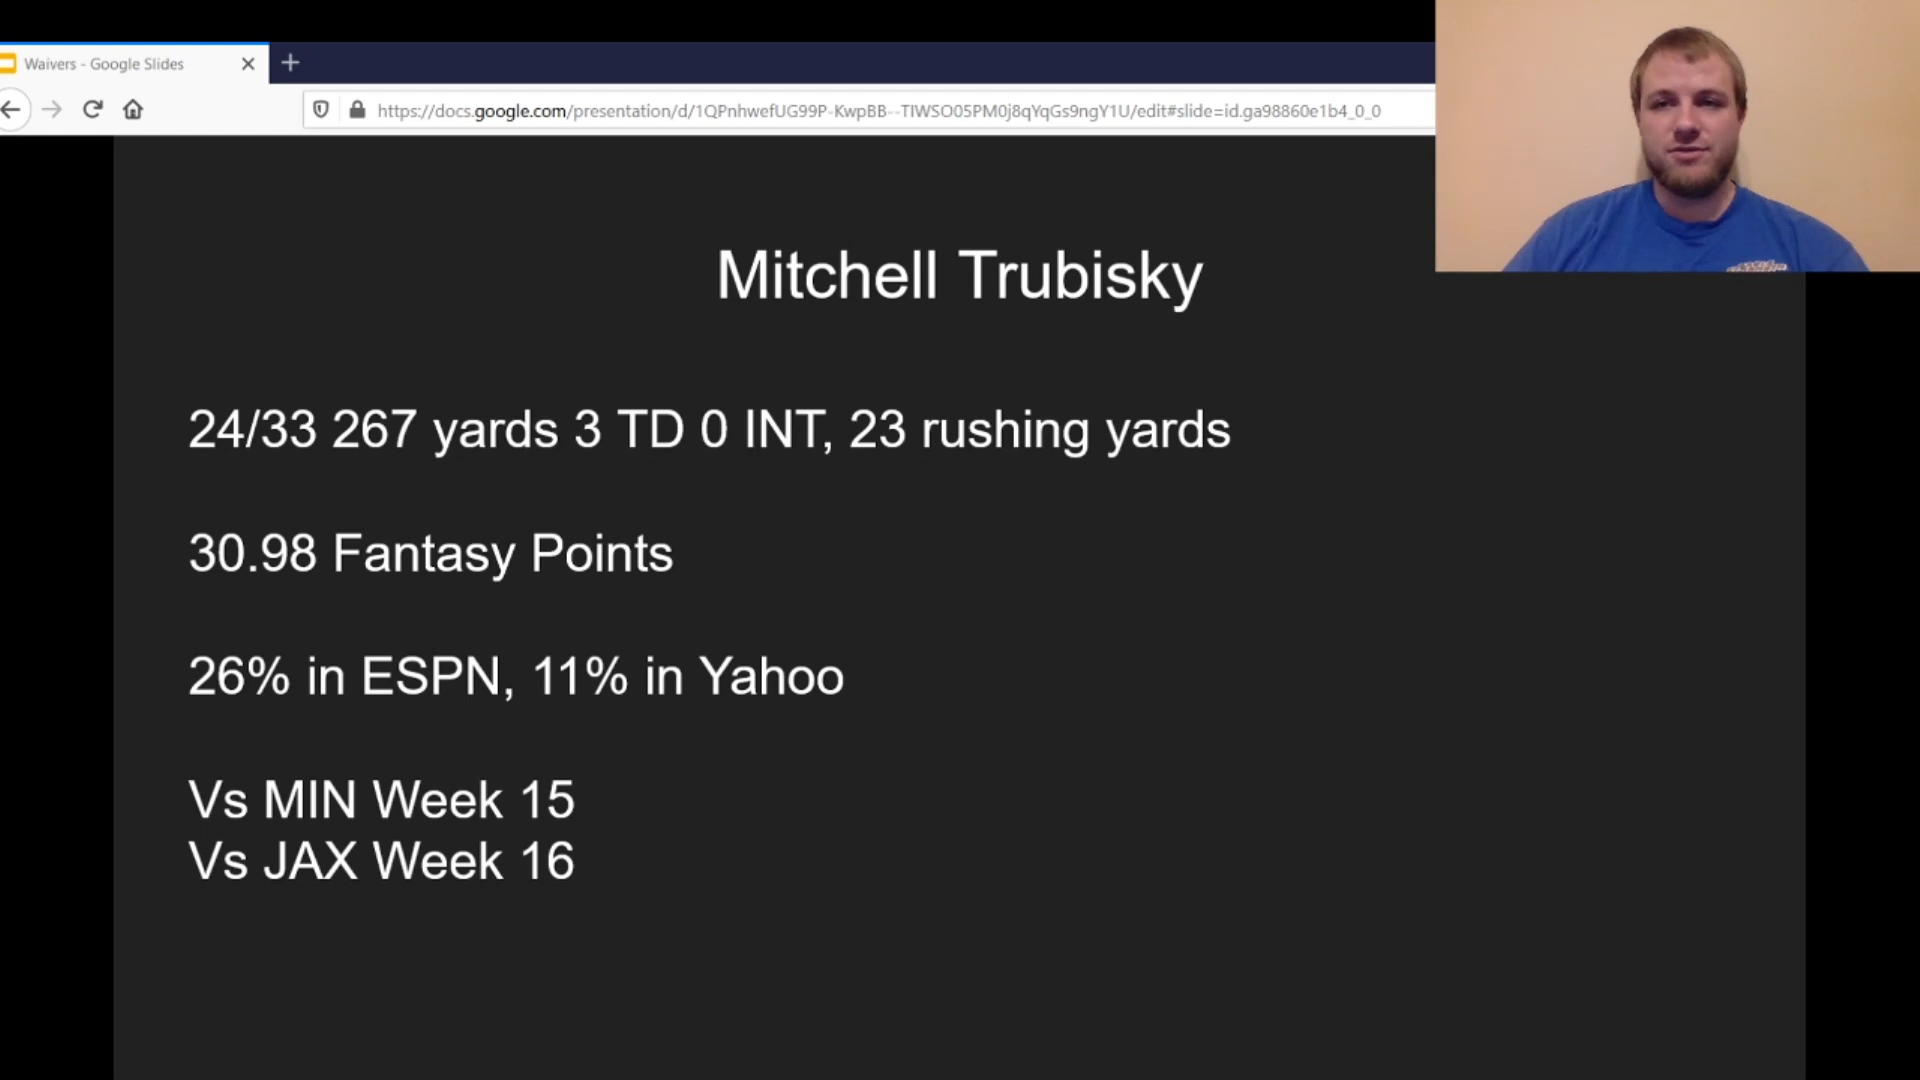 Waivers - Google Slides
https://docs.google.com/presentation/d/1QPnhwefUG99P-KwpBB--TIWSO05PM0j8qYqGs9ngY1U/edit#slide=id.ga98860e1b4_0_0
Mitchell Trubisky
24/33 267 yards 3 TD 0 INT, 23 rushing yards
30.98 Fantasy Points
26% in ESPN, 11% in Yahoo
Vs MIN Week 15
Vs JAX Week 16